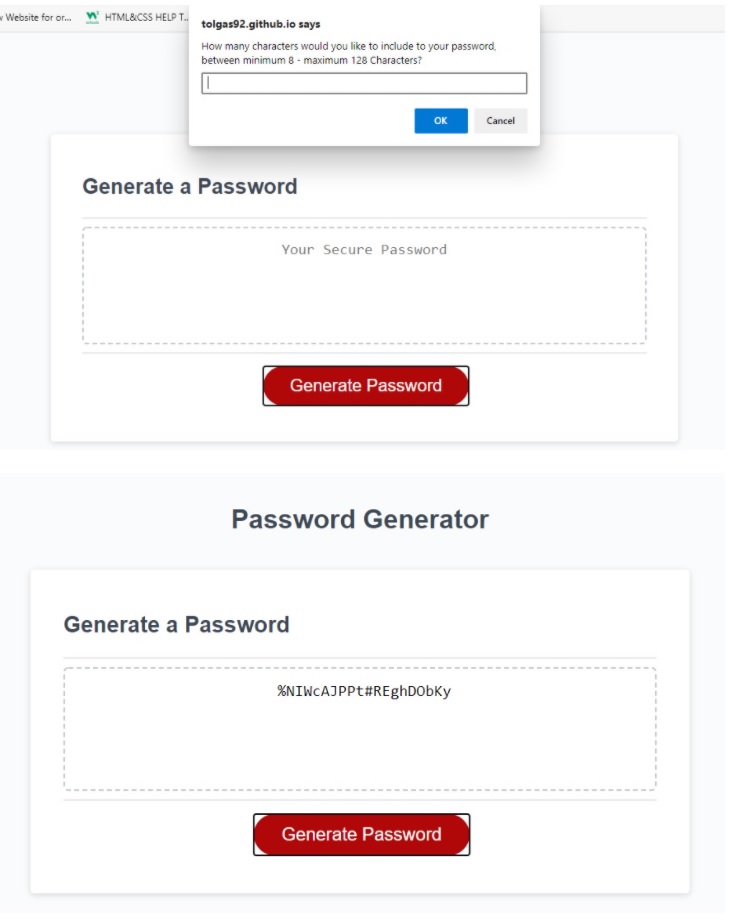 v Website for or... HTML&CSS HELP T...
tolgas92.github.io says
How many characters would you like to include to your password,
between minimum 8 - maximum 128 Characters?
OK Cancel
Generate a Password
Your Secure Password
Generate Password
Password Generator
Generate a Password
%NIWcAJPPt#REghDObKy
Generate Password